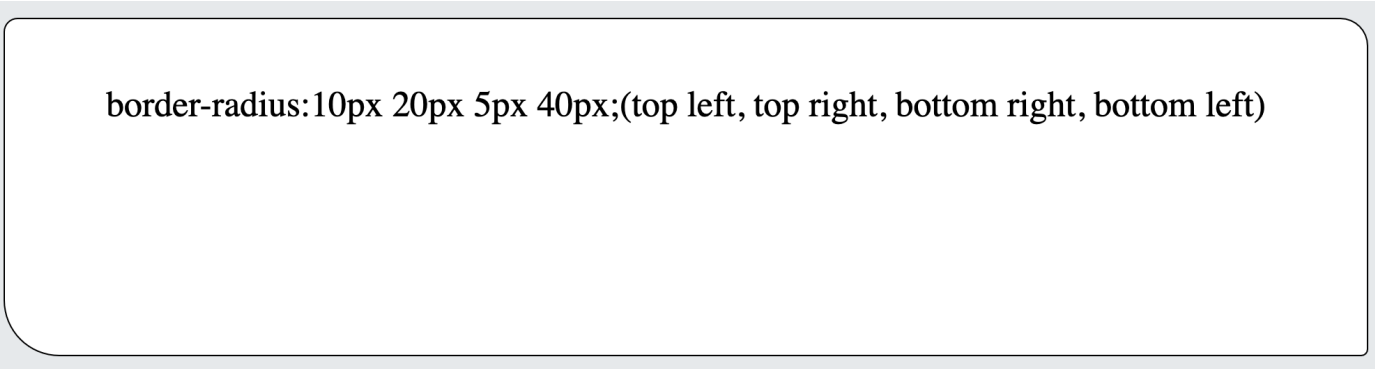 border-radius:10px 20px 5px 40px;(top left, top right, bottom right, bottom left)